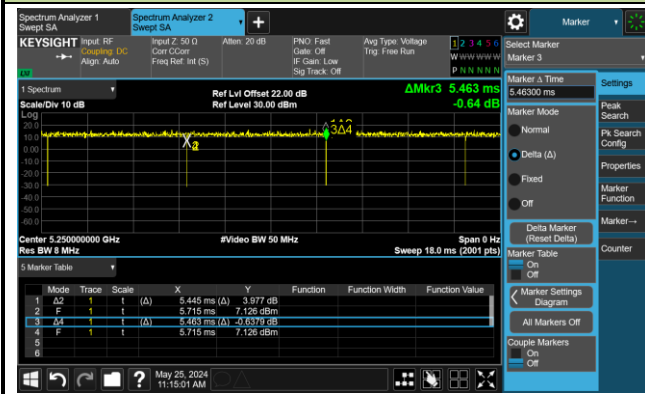 Spectrum Analyzer 1
Swept SA
Spectrum Analyzer 2
Swept SA
+
Marker
KEYSIGHT
Input: RF
Coupling: DC
Align: Auto
Input Z: 50 Ω
Corr CCorr
Freq Ref: Int (S)
Atten: 20 dB
PNO: Fast
Gate: Off
IF Gain: Low
Sig Track: Off
Avg Type: Voltage
Trig: Free Run
1 2 3 4 5 6
W W W W W W
P N N N N N
Select Marker
Marker 3
1 Spectrum
Scale/Div 10 dB
Ref Lvl Offset 22.00 dB
Ref Level 30.00 dBm
ΔMkr3 5.463 ms
-0.64 dB
Log
20.0
10.0
0.00
-10.0
-20.0
-30.0
-40.0
-50.0
-60.0
3Δ4
Center 5.250000000 GHz
Res BW 8 MHz
#Video BW 50 MHz
Span 0 Hz
Sweep 18.0 ms (2001 pts)
5 Marker Table
Mode Trace Scale X Y Function Function Width Function Value
1 Δ2 1 t (Δ) 5.445 ms (Δ) 3.977 dB
2 F 1 t 5.715 ms 7.126 dBm
3 Δ4 1 t (Δ) 5.463 ms (Δ) -0.6379 dB
4 F 1 t 5.715 ms 7.126 dBm
5
6
Marker Δ Time
5.46300 ms
Marker Mode
Normal
Delta (Δ)
Fixed
Off
Delta Marker
(Reset Delta)
Marker Table
On
Off
Marker Settings
Diagram
All Markers Off
Couple Markers
On
Off
Settings
Peak
Search
Pk Search
Config
Properties
Marker
Function
Marker→
Counter
?
May 25, 2024
11:15:01 AM